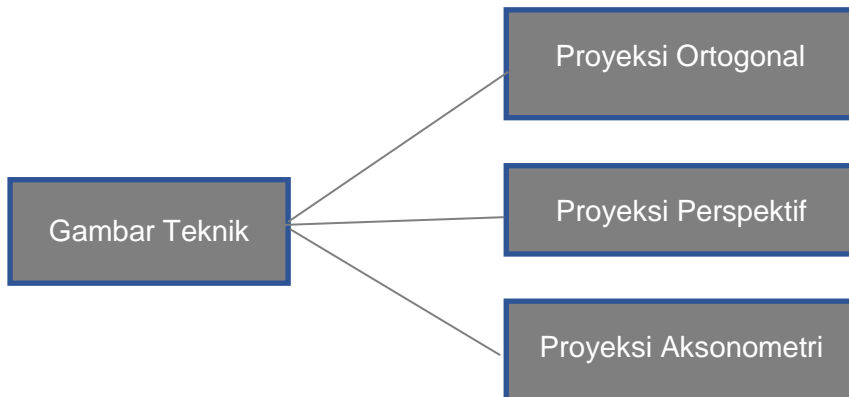 Proyeksi Ortogonal
Gambar Teknik
Proyeksi Perspektif
Proyeksi Aksonometri